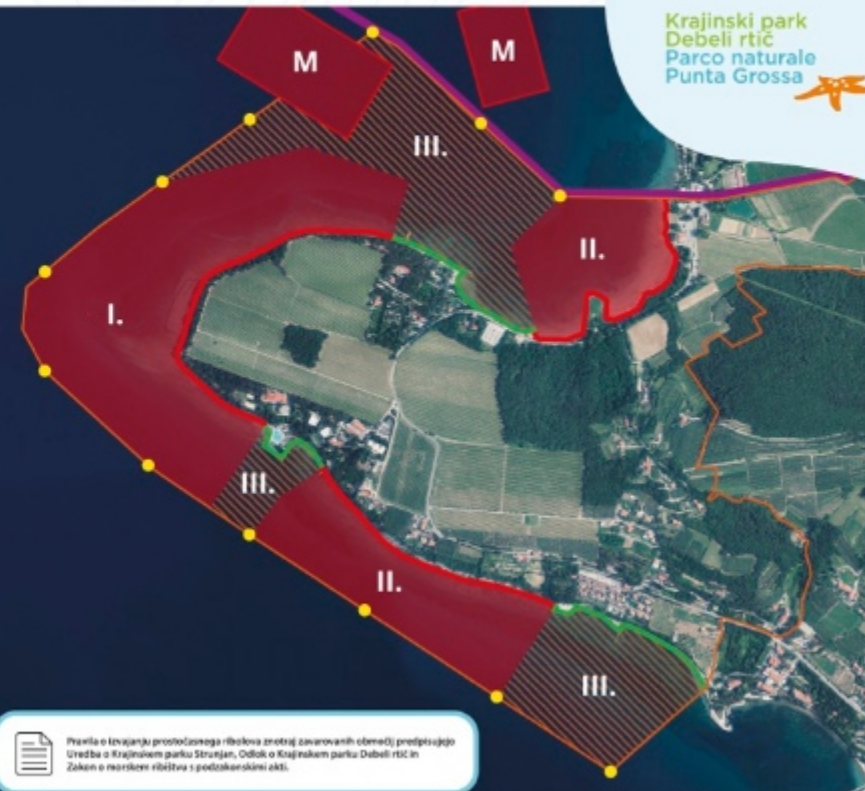 Krajinski park
Debeli rtič
Parco naturale
Punta Grossa
M
M
III.
II.
I.
III.
II.
III.
Pravila o izvajanju prostočasnega ribolova znotraj zavarovanih območij predpisujejo
Uredba o Krajinskem parku Strunjan, Odlok o Krajinskem parku Debeli rtič in
Zakon o morskem ribištvu s podzakonskimi akti.